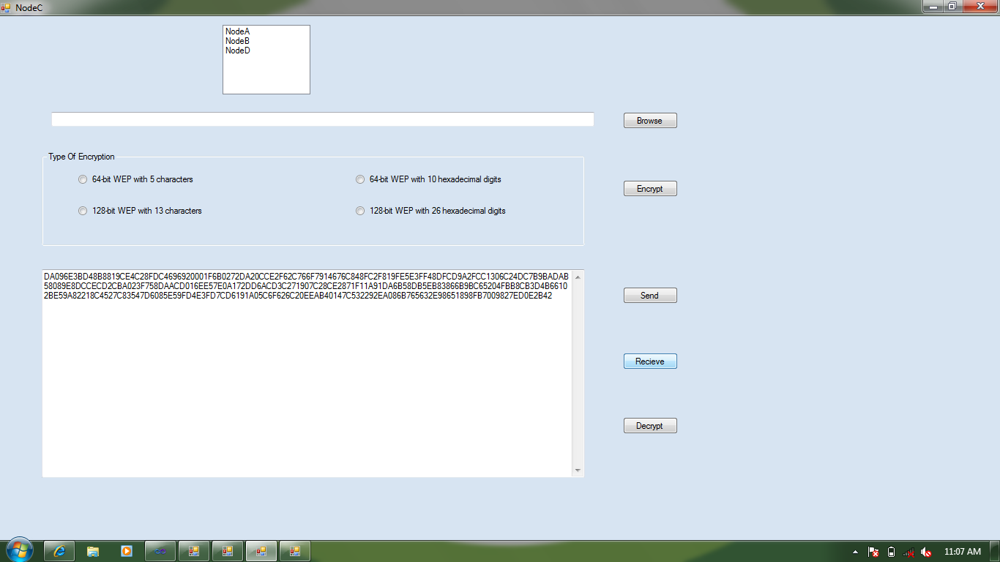 NodeC
NodeA
NodeB
NodeD
Browse
Type Of Encryption
64-bit WEP with 5 characters
64-bit WEP with 10 hexadecimal digits
Encrypt
128-bit WEP with 13 characters
128-bit WEP with 26 hexadecimal digits
DA096E3BD48B8819CE4C28FDC4696920001F6B0272DA20CCE2F62C766F7914676C848FC2F819FE5E3FF48DFCD9A2FCC1306C24DC7B9BADAB
58089E8DCCECD2CBA023F758DAACD016EE57E0A172DD6ACD3C271907C28CE2871F11A91DA6B58DB5EB83866B9BC65204FBB8CB3D4B6610
2BE59A82218C4527C83547D6085E59FD4E3FD7CD6191A05C6F626C20EEAB40147C532292EA086B765632E98651898FB7009827ED0E2B42
Send
Recieve
Decrypt
11:07 AM